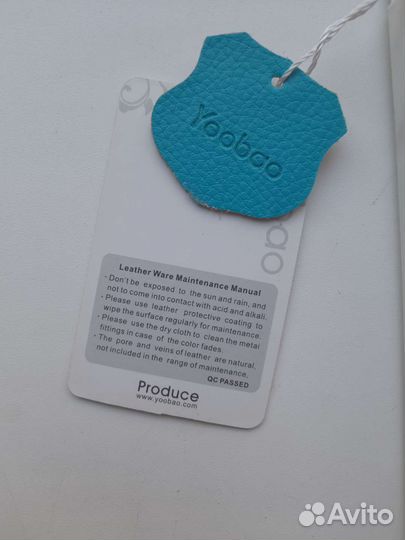 Yoobao
ao
Leather Ware Maintenance Manual
- Don't be exposed to the sun and rain, and
not to come into contact with acid and alkali.
- Please use leather protective coating to
wipe the surface regularly for maintenance.
- Please use the dry cloth to clean the metal
fittings in case of the color fades.
- The pore and veins of leather are natural,
not included in the range of maintenance.
QC PASSED
Produce
www.yoobao.com
Avito